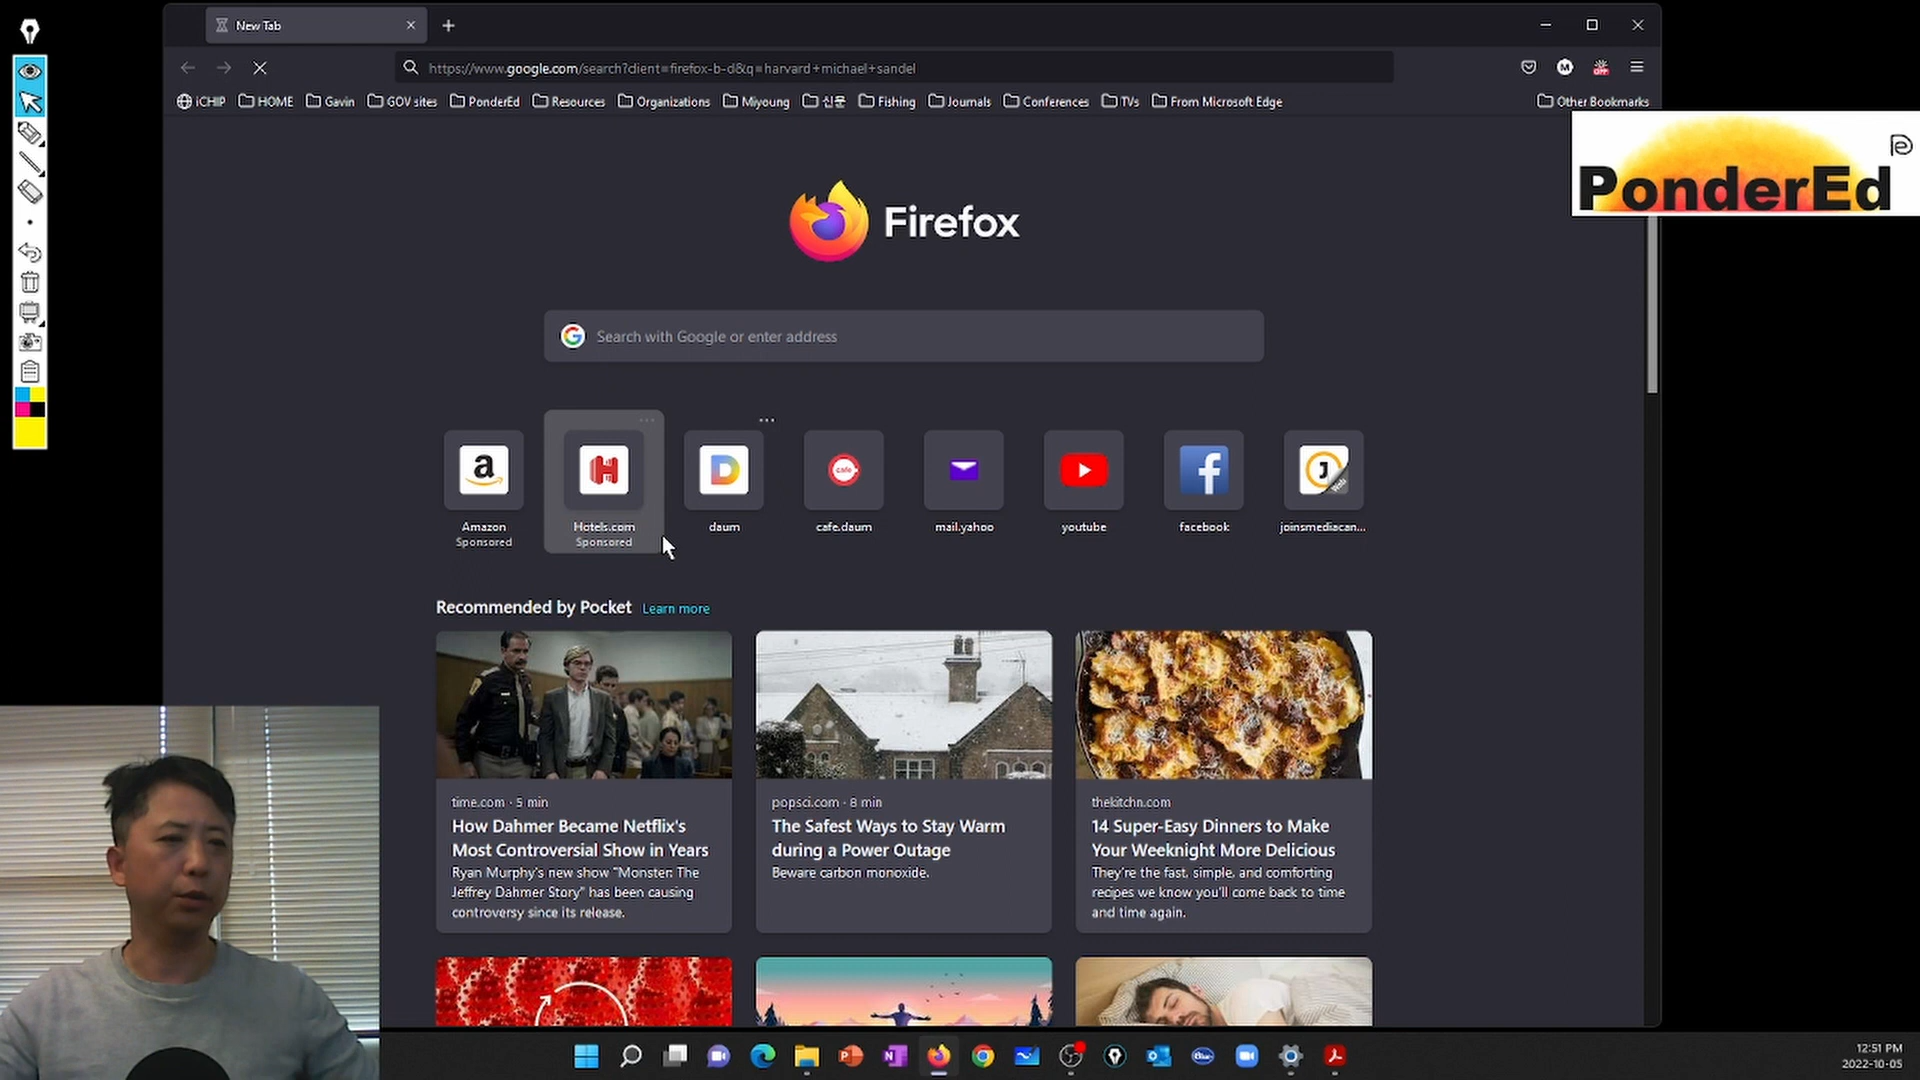 New Tab
https://www.google.com/search?client=firefox-b-d&q=harvard+michael+sandel
M
OFF
iCHIP HOME Gavin GOV sites PonderEd Resources Organizations Miyoung 신문 Fishing Journals Conferences TVs From Microsoft Edge Other Bookmarks
PonderEd
Firefox
Search with Google or enter address
cafe
Amazon
Sponsored
Hotels.com
Sponsored
daum
cafe.daum
mail.yahoo
youtube
facebook
joinsmediacan...
Recommended by Pocket Learn more
time.com · 5 min
How Dahmer Became Netflix's
Most Controversial Show in Years
Ryan Murphy's new show "Monster: The
Jeffrey Dahmer Story" has been causing
controversy since its release.
popsci.com · 8 min
The Safest Ways to Stay Warm
during a Power Outage
Beware carbon monoxide.
thekitchn.com
14 Super-Easy Dinners to Make
Your Weeknight More Delicious
They're the fast, simple, and comforting
recipes we know you'll come back to time
and time again.
12:51 PM
2022-10-05